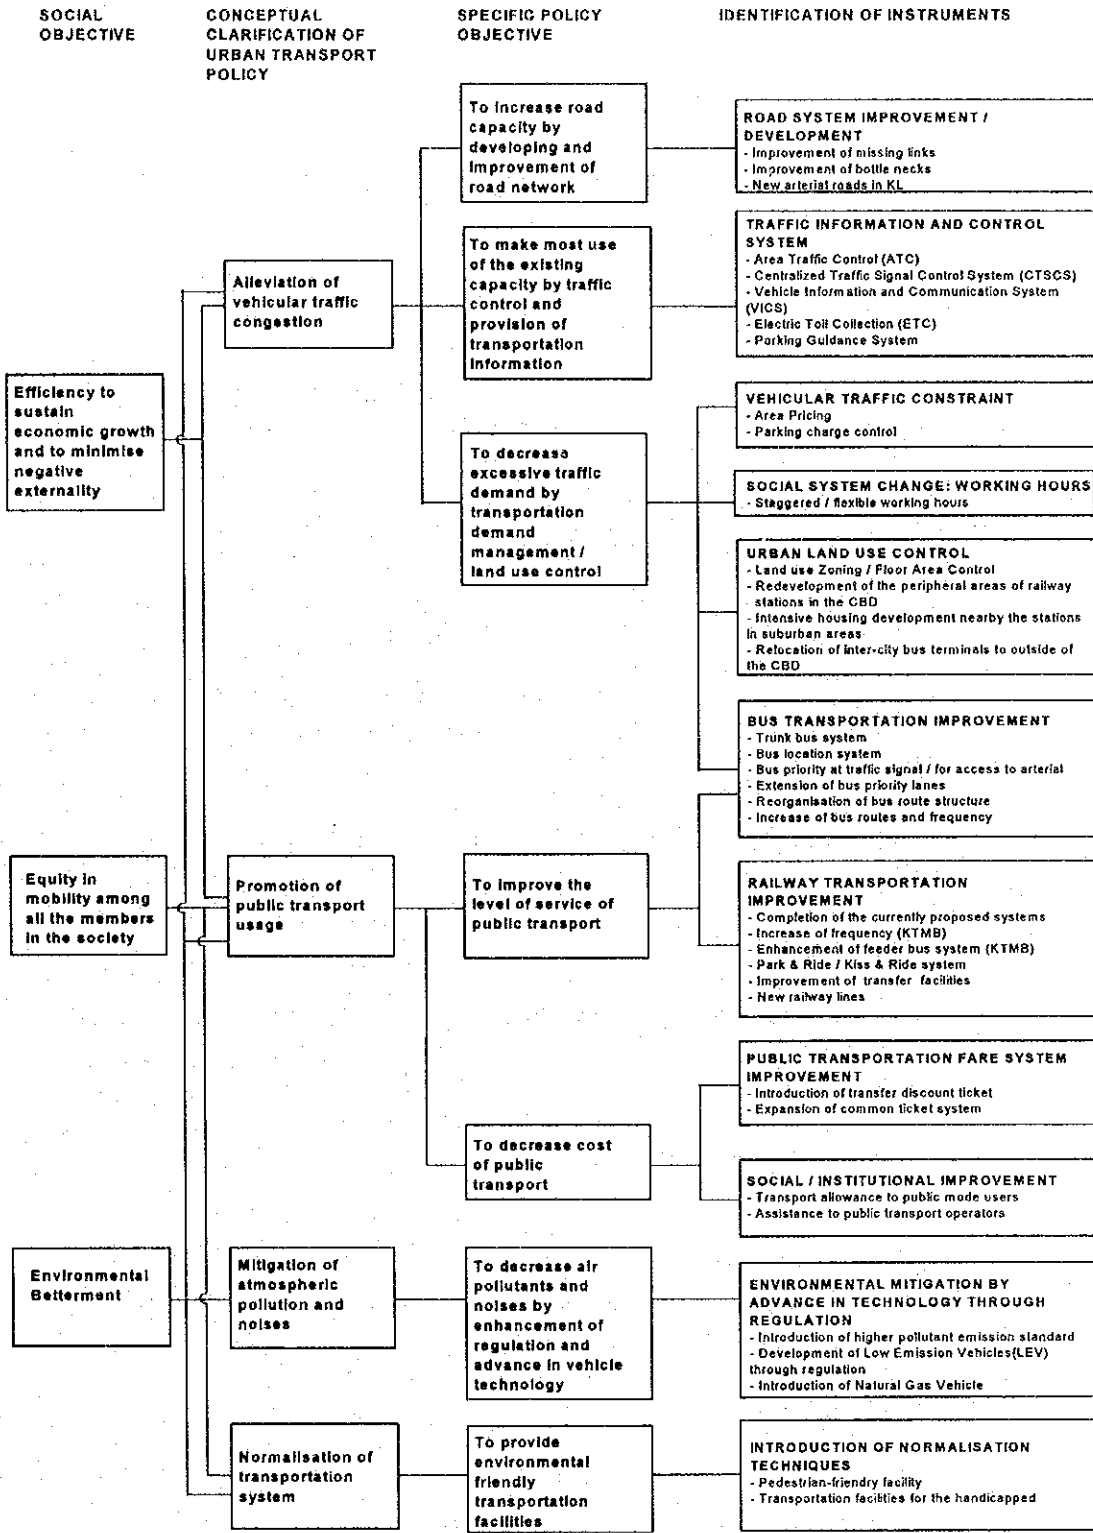 SOCIAL
OBJECTIVE
CONCEPTUAL
CLARIFICATION OF
URBAN TRANSPORT
POLICY
SPECIFIC POLICY
OBJECTIVE
IDENTIFICATION OF INSTRUMENTS
Efficiency to
sustain
economic growth
and to minimise
negative
externality
Equity in
mobility among
all the members
in the society
Environmental
Betterment
Alleviation of
vehicular traffic
congestion
Promotion of
public transport
usage
Mitigation of
atmospheric
pollution and
noises
Normalisation of
transportation
system
To increase road
capacity by
developing and
improvement of
road network
To make most use
of the existing
capacity by traffic
control and
provision of
transportation
information
To decrease
excessive traffic
demand by
transportation
demand
management /
land use control
To improve the
level of service of
public transport
To decrease cost
of public
transport
To decrease air
pollutants and
noises by
enhancement of
regulation and
advance in vehicle
technology
To provide
environmental
friendly
transportation
facilities
ROAD SYSTEM IMPROVEMENT /
DEVELOPMENT
- Improvement of missing links
- Improvement of bottle necks
- New arterial roads in KL
TRAFFIC INFORMATION AND CONTROL
SYSTEM
- Area Traffic Control (ATC)
- Centralized Traffic Signal Control System (CTSCS)
- Vehicle Information and Communication System
(VICS)
- Electric Toll Collection (ETC)
- Parking Guidance System
VEHICULAR TRAFFIC CONSTRAINT
- Area Pricing
- Parking charge control
SOCIAL SYSTEM CHANGE: WORKING HOURS
- Staggered / flexible working hours
URBAN LAND USE CONTROL
- Land use Zoning / Floor Area Control
- Redevelopment of the peripheral areas of railway
stations in the CBD
- Intensive housing development nearby the stations
in suburban areas
- Relocation of inter-city bus terminals to outside of
the CBD
BUS TRANSPORTATION IMPROVEMENT
- Trunk bus system
- Bus location system
- Bus priority at traffic signal / for access to arterial
- Extension of bus priority lanes
- Reorganisation of bus route structure
- Increase of bus routes and frequency
RAILWAY TRANSPORTATION
IMPROVEMENT
- Completion of the currently proposed systems
- Increase of frequency (KTMB)
- Enhancement of feeder bus system (KTMB)
- Park & Ride / Kiss & Ride system
- Improvement of transfer facilities
- New railway lines
PUBLIC TRANSPORTATION FARE SYSTEM
IMPROVEMENT
- Introduction of transfer discount ticket
- Expansion of common ticket system
SOCIAL / INSTITUTIONAL IMPROVEMENT
- Transport allowance to public mode users
- Assistance to public transport operators
ENVIRONMENTAL MITIGATION BY
ADVANCE IN TECHNOLOGY THROUGH
REGULATION
- Introduction of higher pollutant emission standard
- Development of Low Emission Vehicles(LEV)
through regulation
- Introduction of Natural Gas Vehicle
INTRODUCTION OF NORMALISATION
TECHNIQUES
- Pedestrian-friendry facility
- Transportation facilities for the handicapped